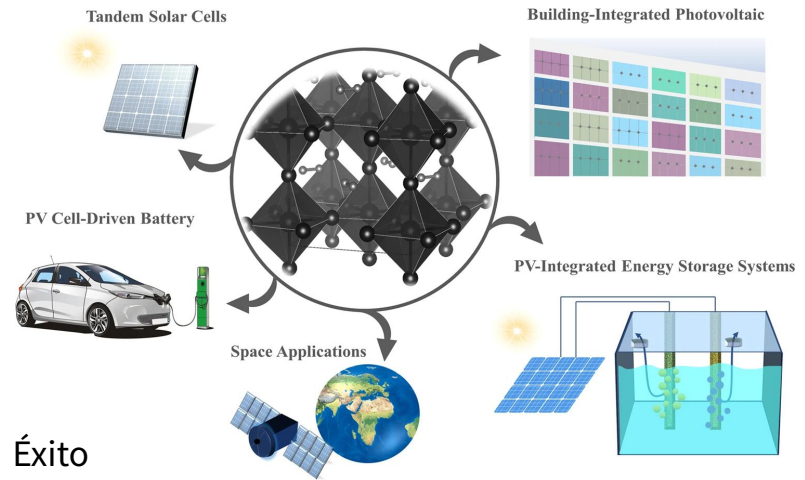 Tandem Solar Cells
Building-Integrated Photovoltaic
PV Cell-Driven Battery
PV-Integrated Energy Storage Systems
Space Applications
Éxito